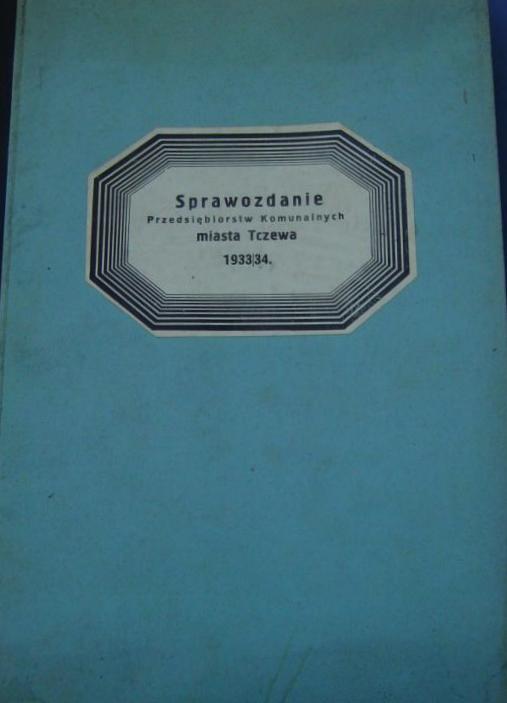 Sprawozdanie
Przedsiębiorstw Komunalnych
miasta Tczewa
1933|34.